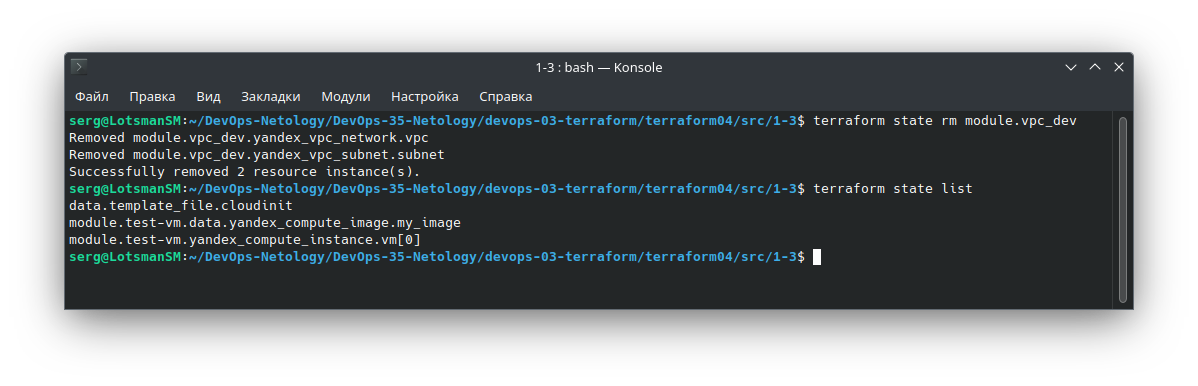 1-3 : bash — Konsole
Файл Правка Вид Закладки Модули Настройка Справка
serg@LotsmanSM:~/DevOps-Netology/DevOps-35-Netology/devops-03-terraform/terraform04/src/1-3$ terraform state rm module.vpc_dev
Removed module.vpc_dev.yandex_vpc_network.vpc
Removed module.vpc_dev.yandex_vpc_subnet.subnet
Successfully removed 2 resource instance(s).
serg@LotsmanSM:~/DevOps-Netology/DevOps-35-Netology/devops-03-terraform/terraform04/src/1-3$ terraform state list
data.template_file.cloudinit
module.test-vm.data.yandex_compute_image.my_image
module.test-vm.yandex_compute_instance.vm[0]
serg@LotsmanSM:~/DevOps-Netology/DevOps-35-Netology/devops-03-terraform/terraform04/src/1-3$